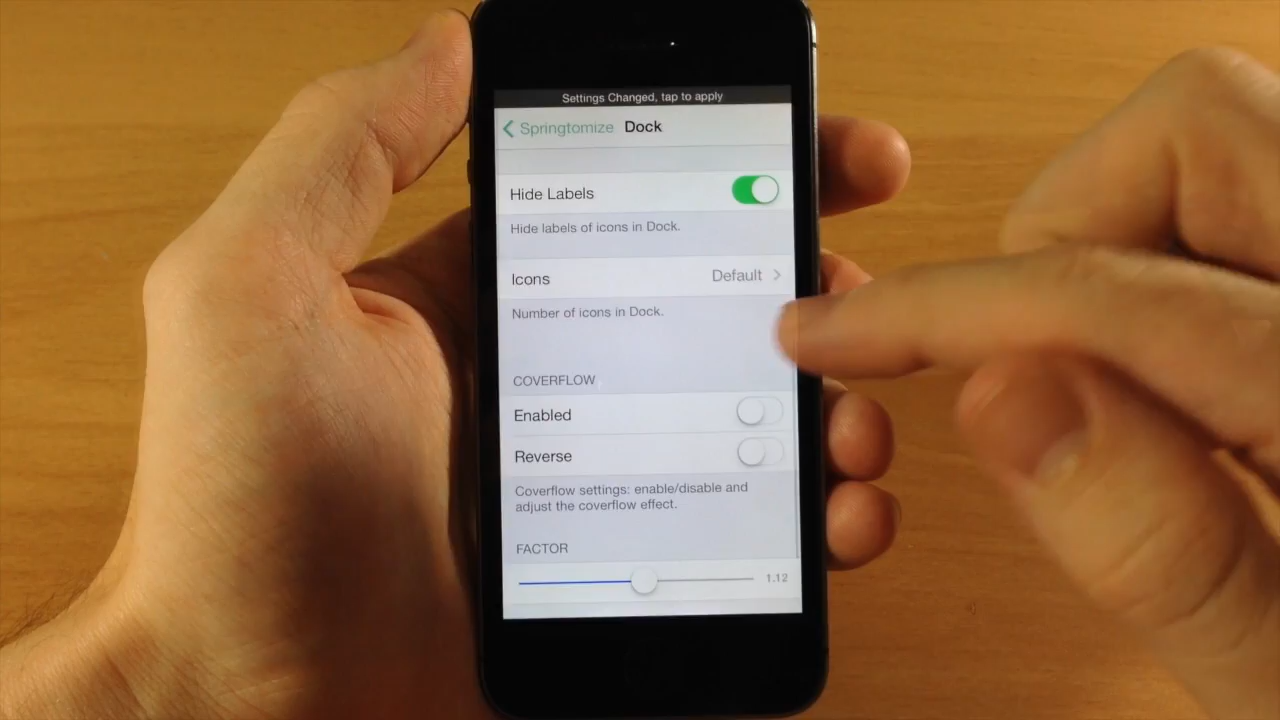 Settings Changed, tap to apply
Springtomize Dock
Hide Labels
Hide labels of icons in Dock.
Icons Default
Number of icons in Dock.
COVERFLOW
Enabled
Reverse
Coverflow settings: enable/disable and
adjust the coverflow effect.
FACTOR
1.12